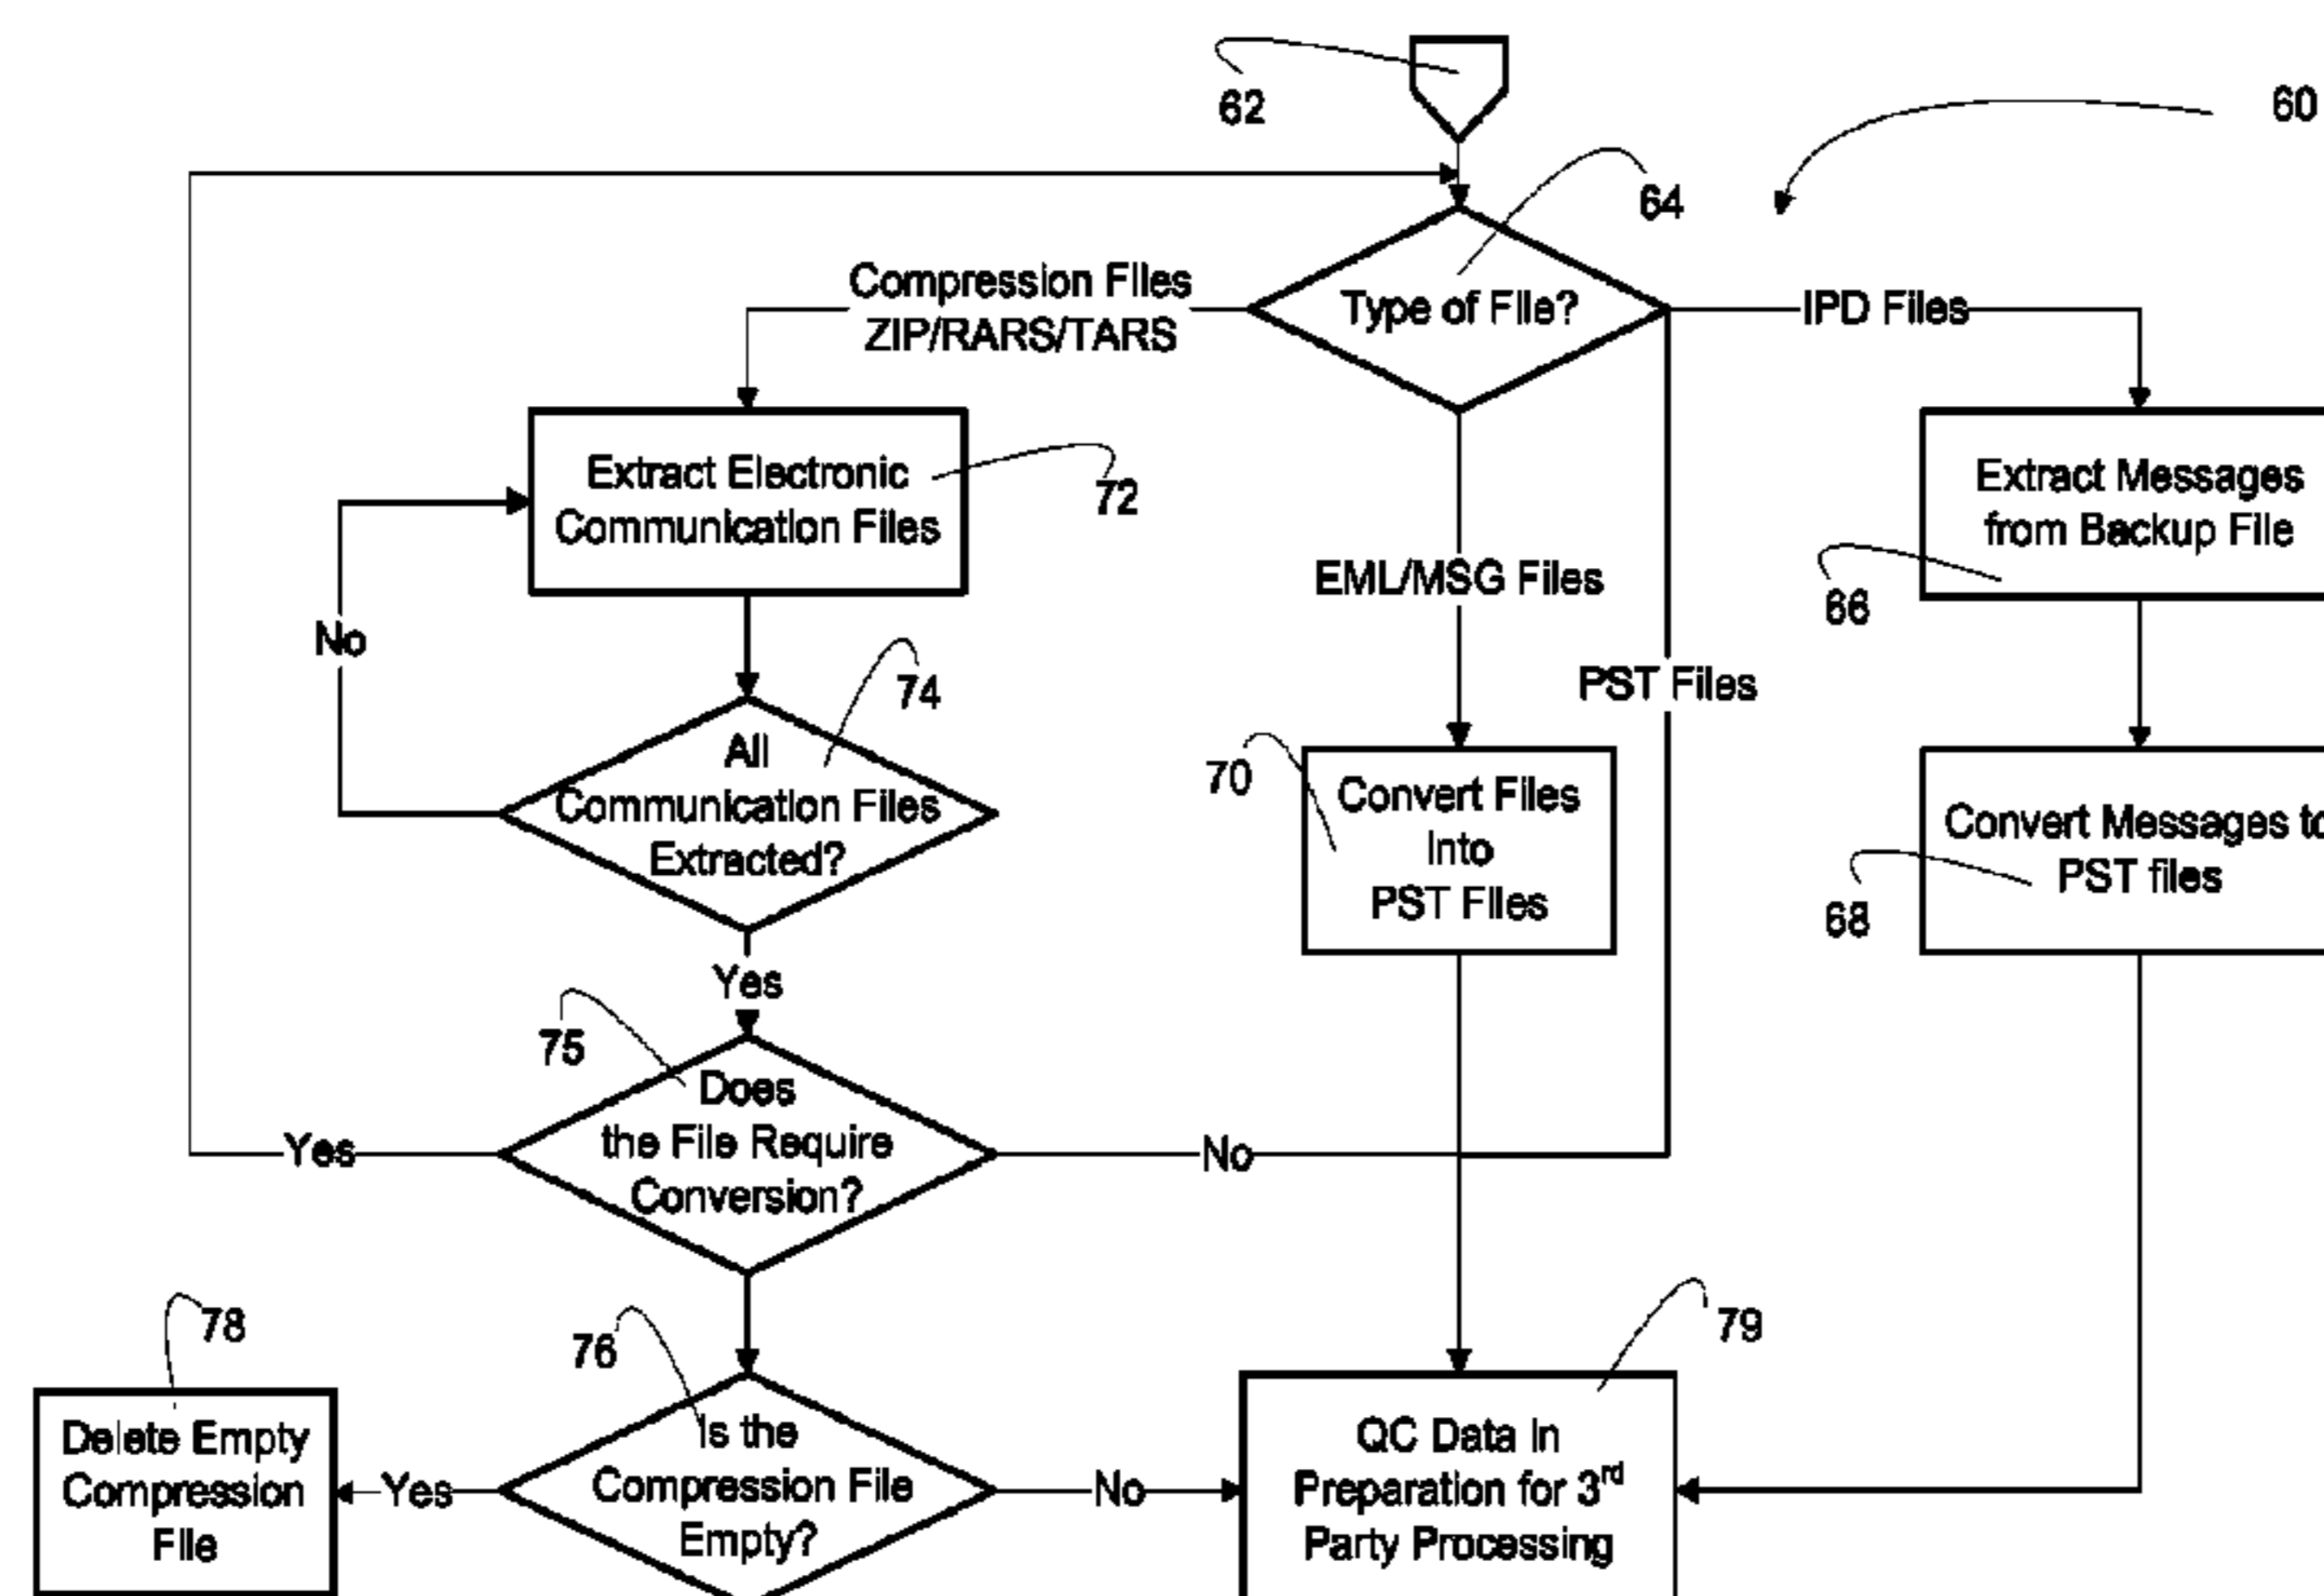 62
60
64
Compression Files
ZIP/RARS/TARS
Type of File?
IPD Files
Extract Electronic
Communication Files
72
Extract Messages
from Backup File
66
EML/MSG Files
No
74
PST Files
All
Communication Files
Extracted?
70
Convert Files
Into
PST Files
Convert Messages to
PST files
68
Yes
75
Does
the File Require
Conversion?
Yes
No
78
76
79
Delete Empty
Compression
File
Yes
Is the
Compression File
Empty?
No
QC Data In
Preparation for 3rd
Party Processing